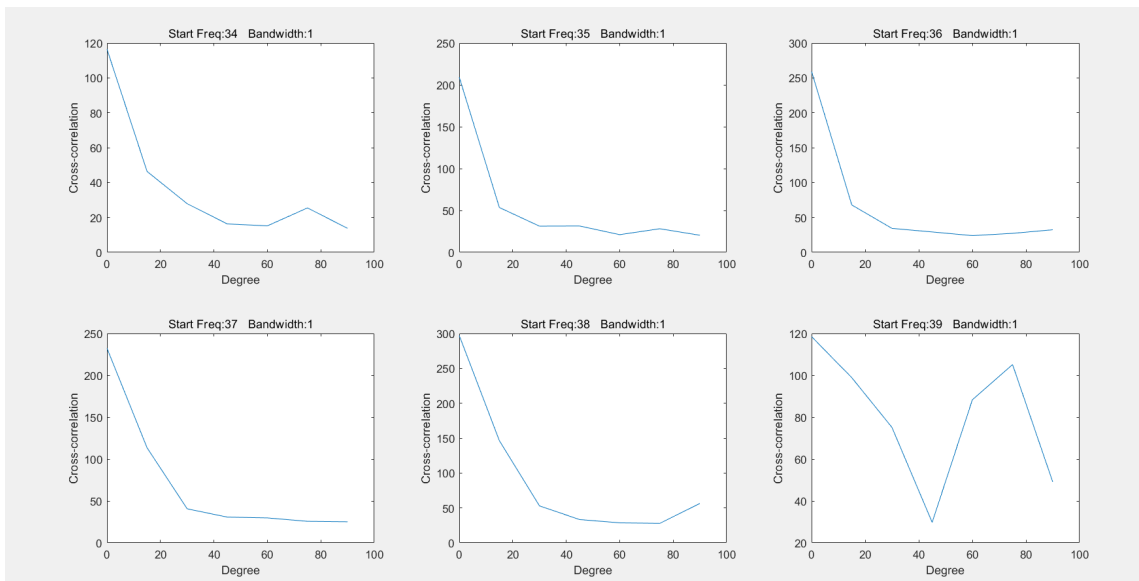 Start Freq:34   Bandwidth:1
120
100
80
60
40
20
0
Cross-correlation
0 20 40 60 80 100
Degree
Start Freq:35   Bandwidth:1
250
200
150
100
50
0
Cross-correlation
0 20 40 60 80 100
Degree
Start Freq:36   Bandwidth:1
300
250
200
150
100
50
0
Cross-correlation
0 20 40 60 80 100
Degree
Start Freq:37   Bandwidth:1
250
200
150
100
50
0
Cross-correlation
0 20 40 60 80 100
Degree
Start Freq:38   Bandwidth:1
300
250
200
150
100
50
0
Cross-correlation
0 20 40 60 80 100
Degree
Start Freq:39   Bandwidth:1
120
100
80
60
40
20
Cross-correlation
0 20 40 60 80 100
Degree